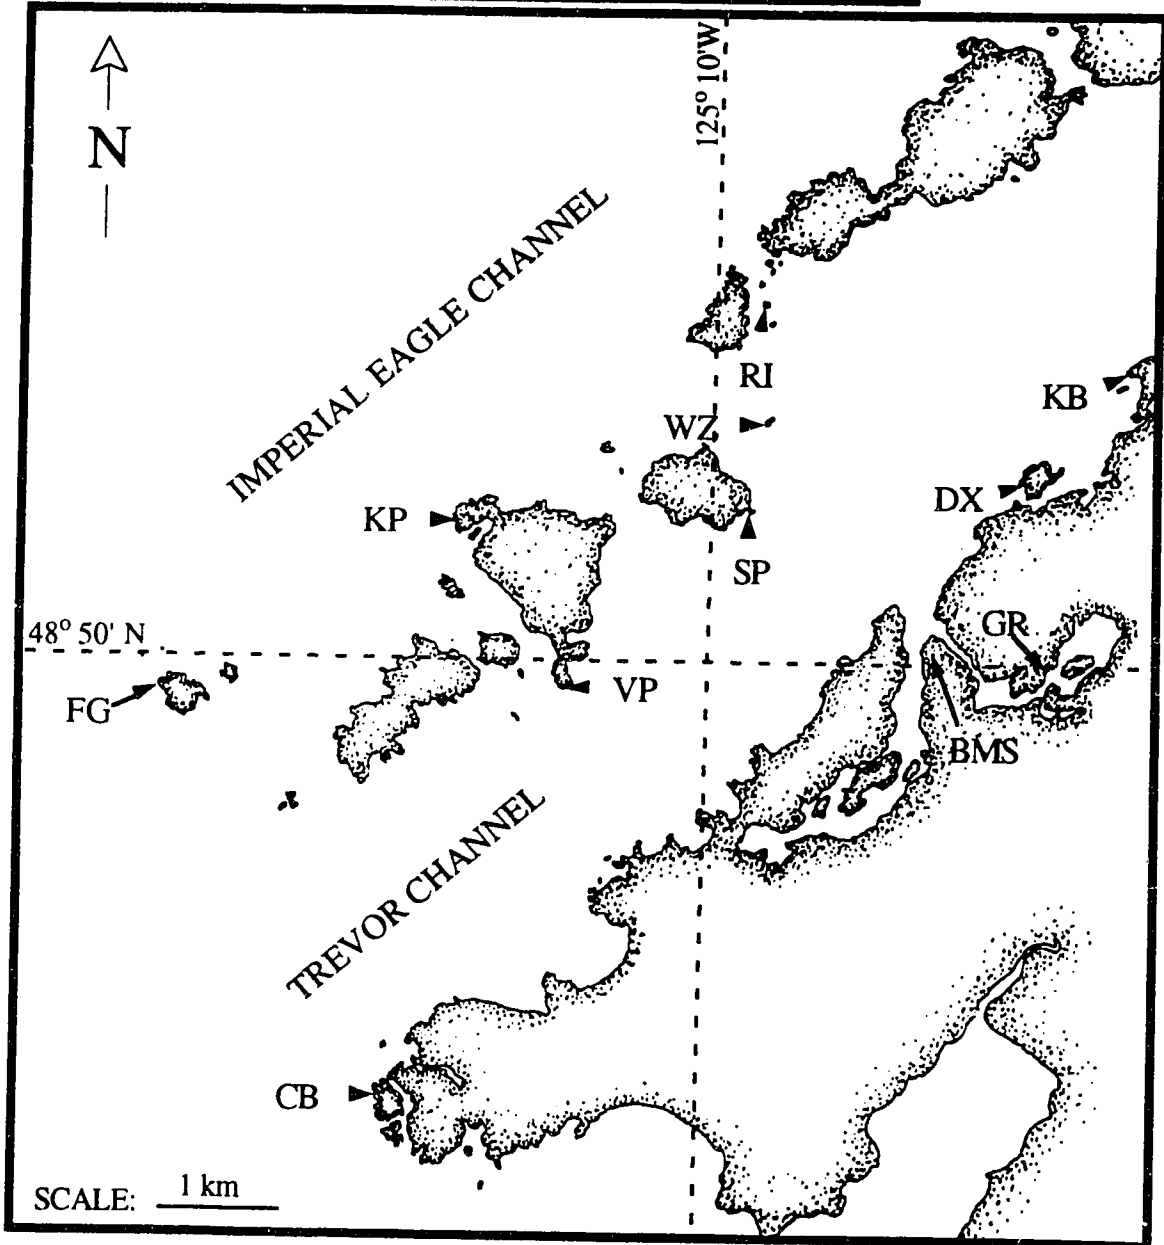 N
125° 10'W
IMPERIAL EAGLE CHANNEL
RI
KB
WZ
DX
KP
SP
48° 50' N
GR
FG
VP
BMS
TREVOR CHANNEL
CB
SCALE: 1 km